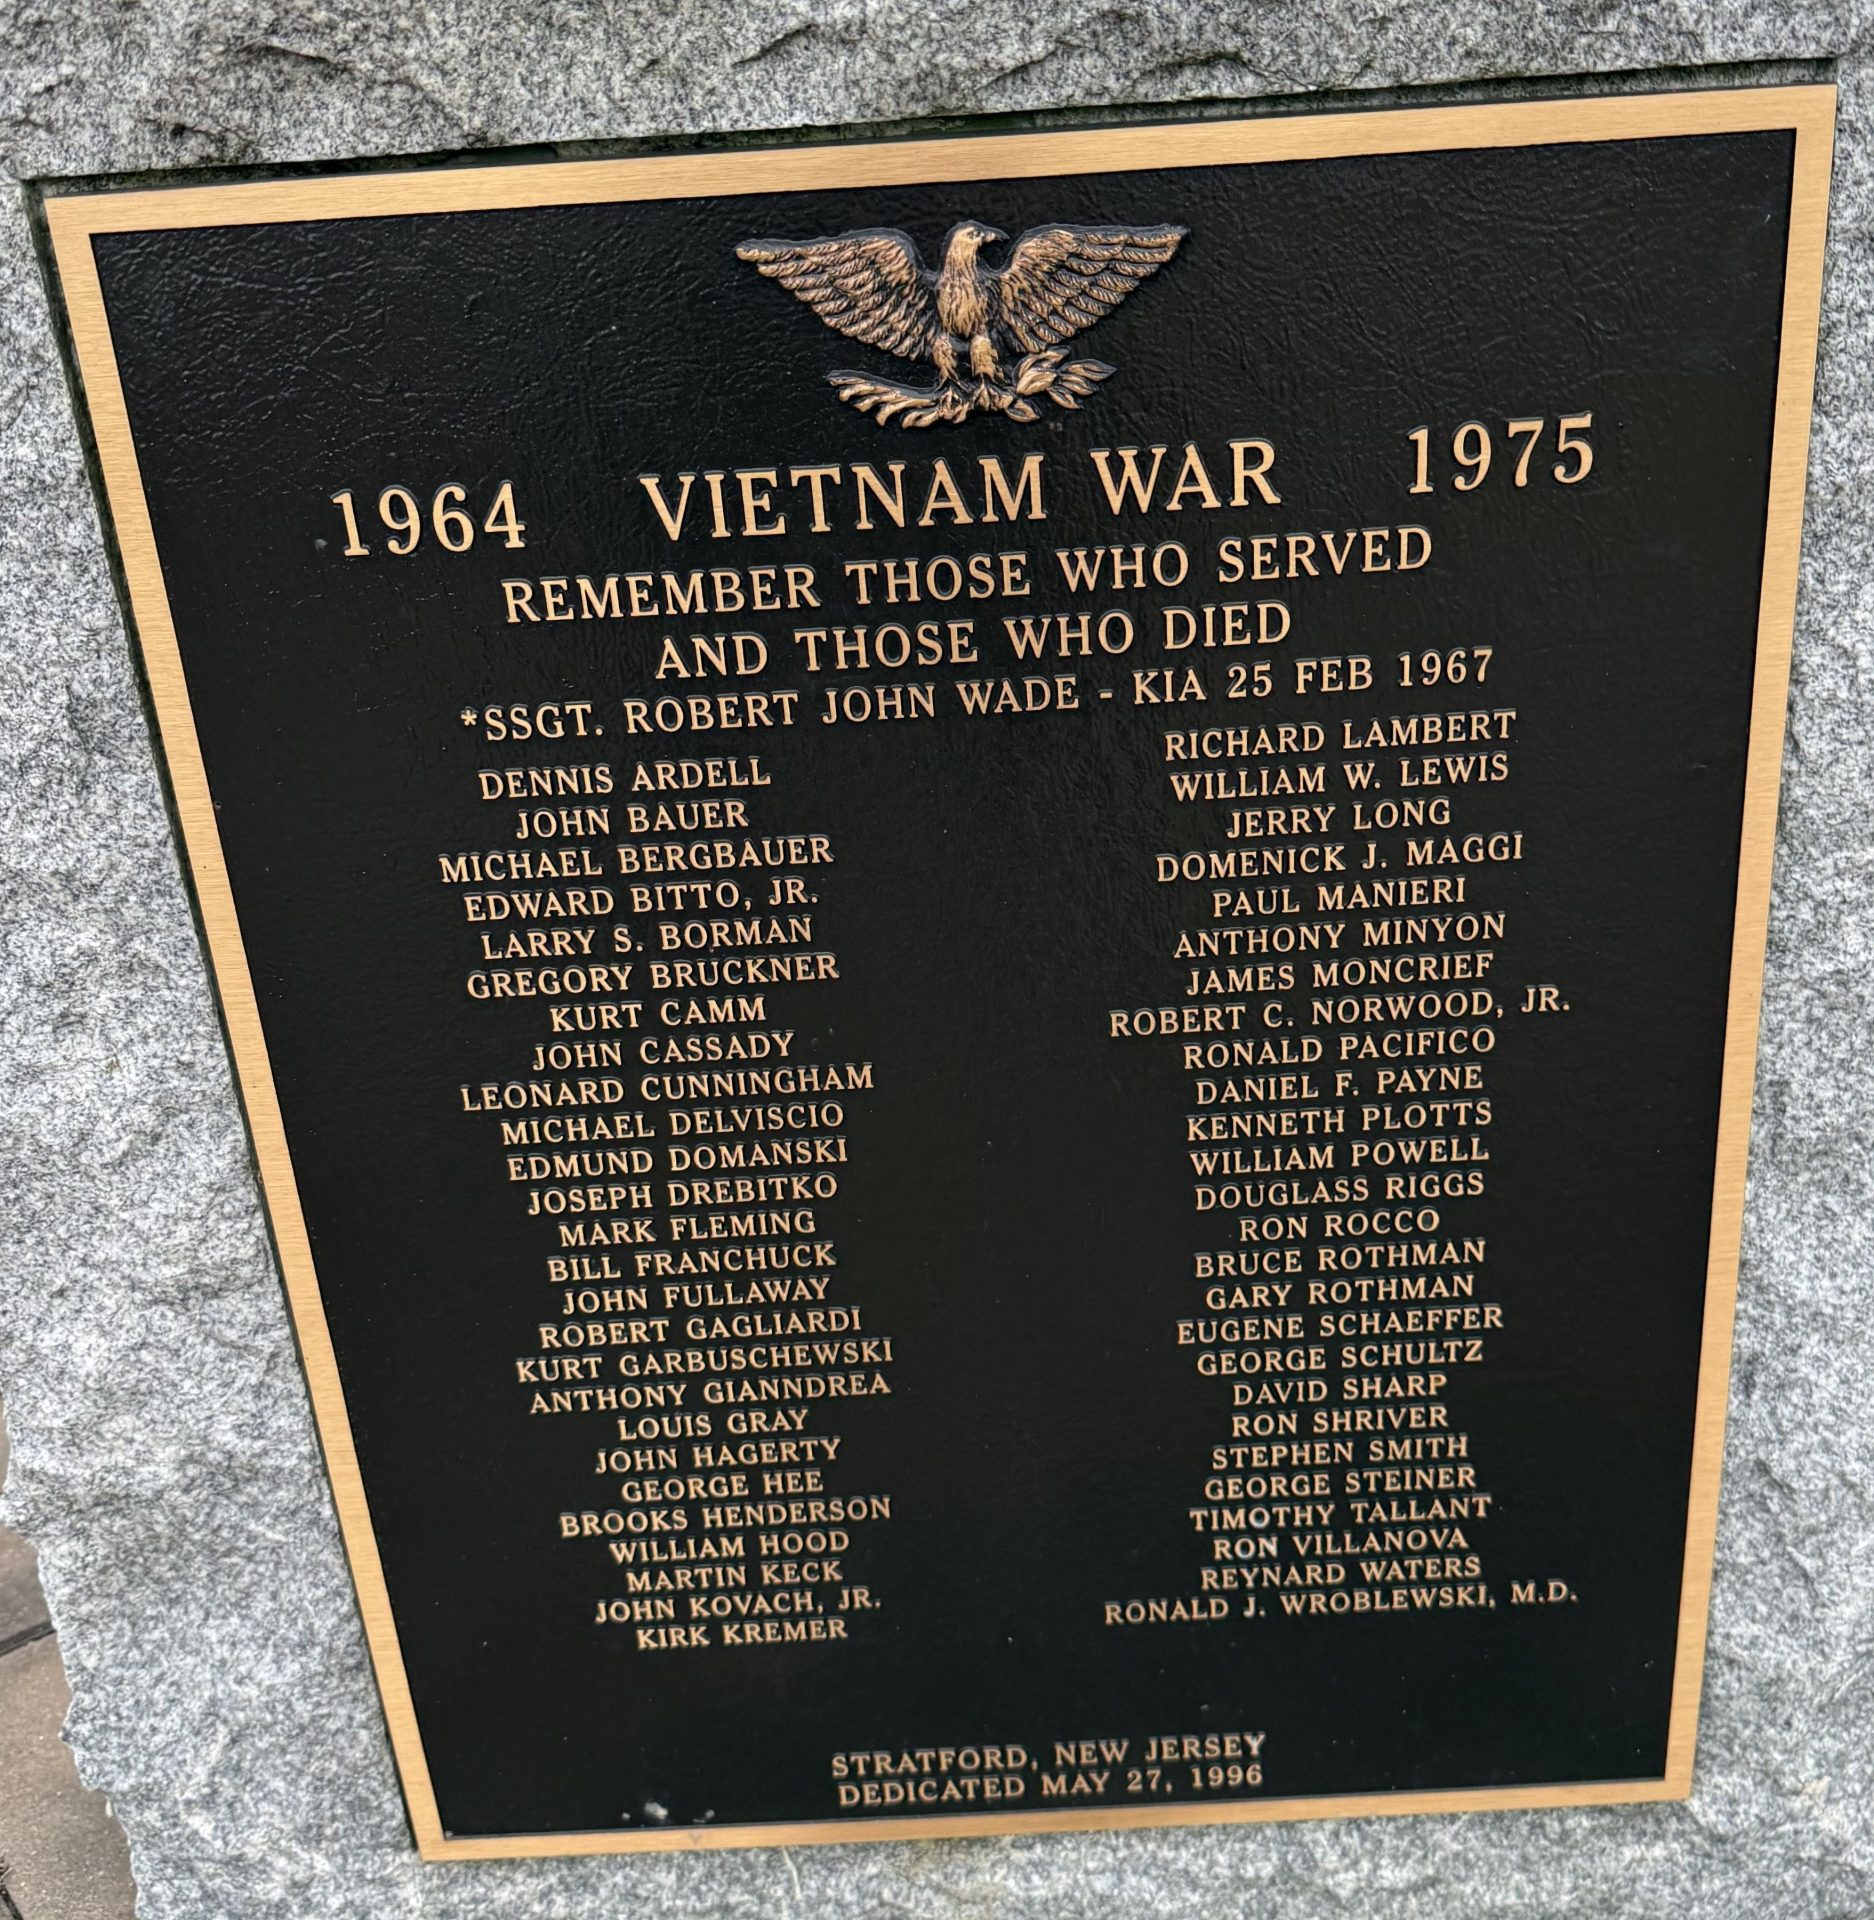 1964 VIETNAM WAR 1975
REMEMBER THOSE WHO SERVED
AND THOSE WHO DIED
*SSGT. ROBERT JOHN WADE - KIA 25 FEB 1967
DENNIS ARDELL
JOHN BAUER
MICHAEL BERGBAUER
EDWARD BITTO, JR.
LARRY S. BORMAN
GREGORY BRUCKNER
KURT CAMM
JOHN CASSADY
LEONARD CUNNINGHAM
MICHAEL DELVISCIO
EDMUND DOMANSKI
JOSEPH DREBITKO
MARK FLEMING
BILL FRANCHUCK
JOHN FULLAWAY
ROBERT GAGLIARDI
KURT GARBUSCHEWSKI
ANTHONY GIANNDREA
LOUIS GRAY
JOHN HAGERTY
GEORGE HEE
BROOKS HENDERSON
WILLIAM HOOD
MARTIN KECK
JOHN KOVACH, JR.
KIRK KREMER
RICHARD LAMBERT
WILLIAM W. LEWIS
JERRY LONG
DOMENICK J. MAGGI
PAUL MANIERI
ANTHONY MINYON
JAMES MONCRIEF
ROBERT C. NORWOOD, JR.
RONALD PACIFICO
DANIEL F. PAYNE
KENNETH PLOTTS
WILLIAM POWELL
DOUGLASS RIGGS
RON ROCCO
BRUCE ROTHMAN
GARY ROTHMAN
EUGENE SCHAEFFER
GEORGE SCHULTZ
DAVID SHARP
RON SHRIVER
STEPHEN SMITH
GEORGE STEINER
TIMOTHY TALLANT
RON VILLANOVA
REYNARD WATERS
RONALD J. WROBLEWSKI, M.D.
STRATFORD, NEW JERSEY
DEDICATED MAY 27, 1996